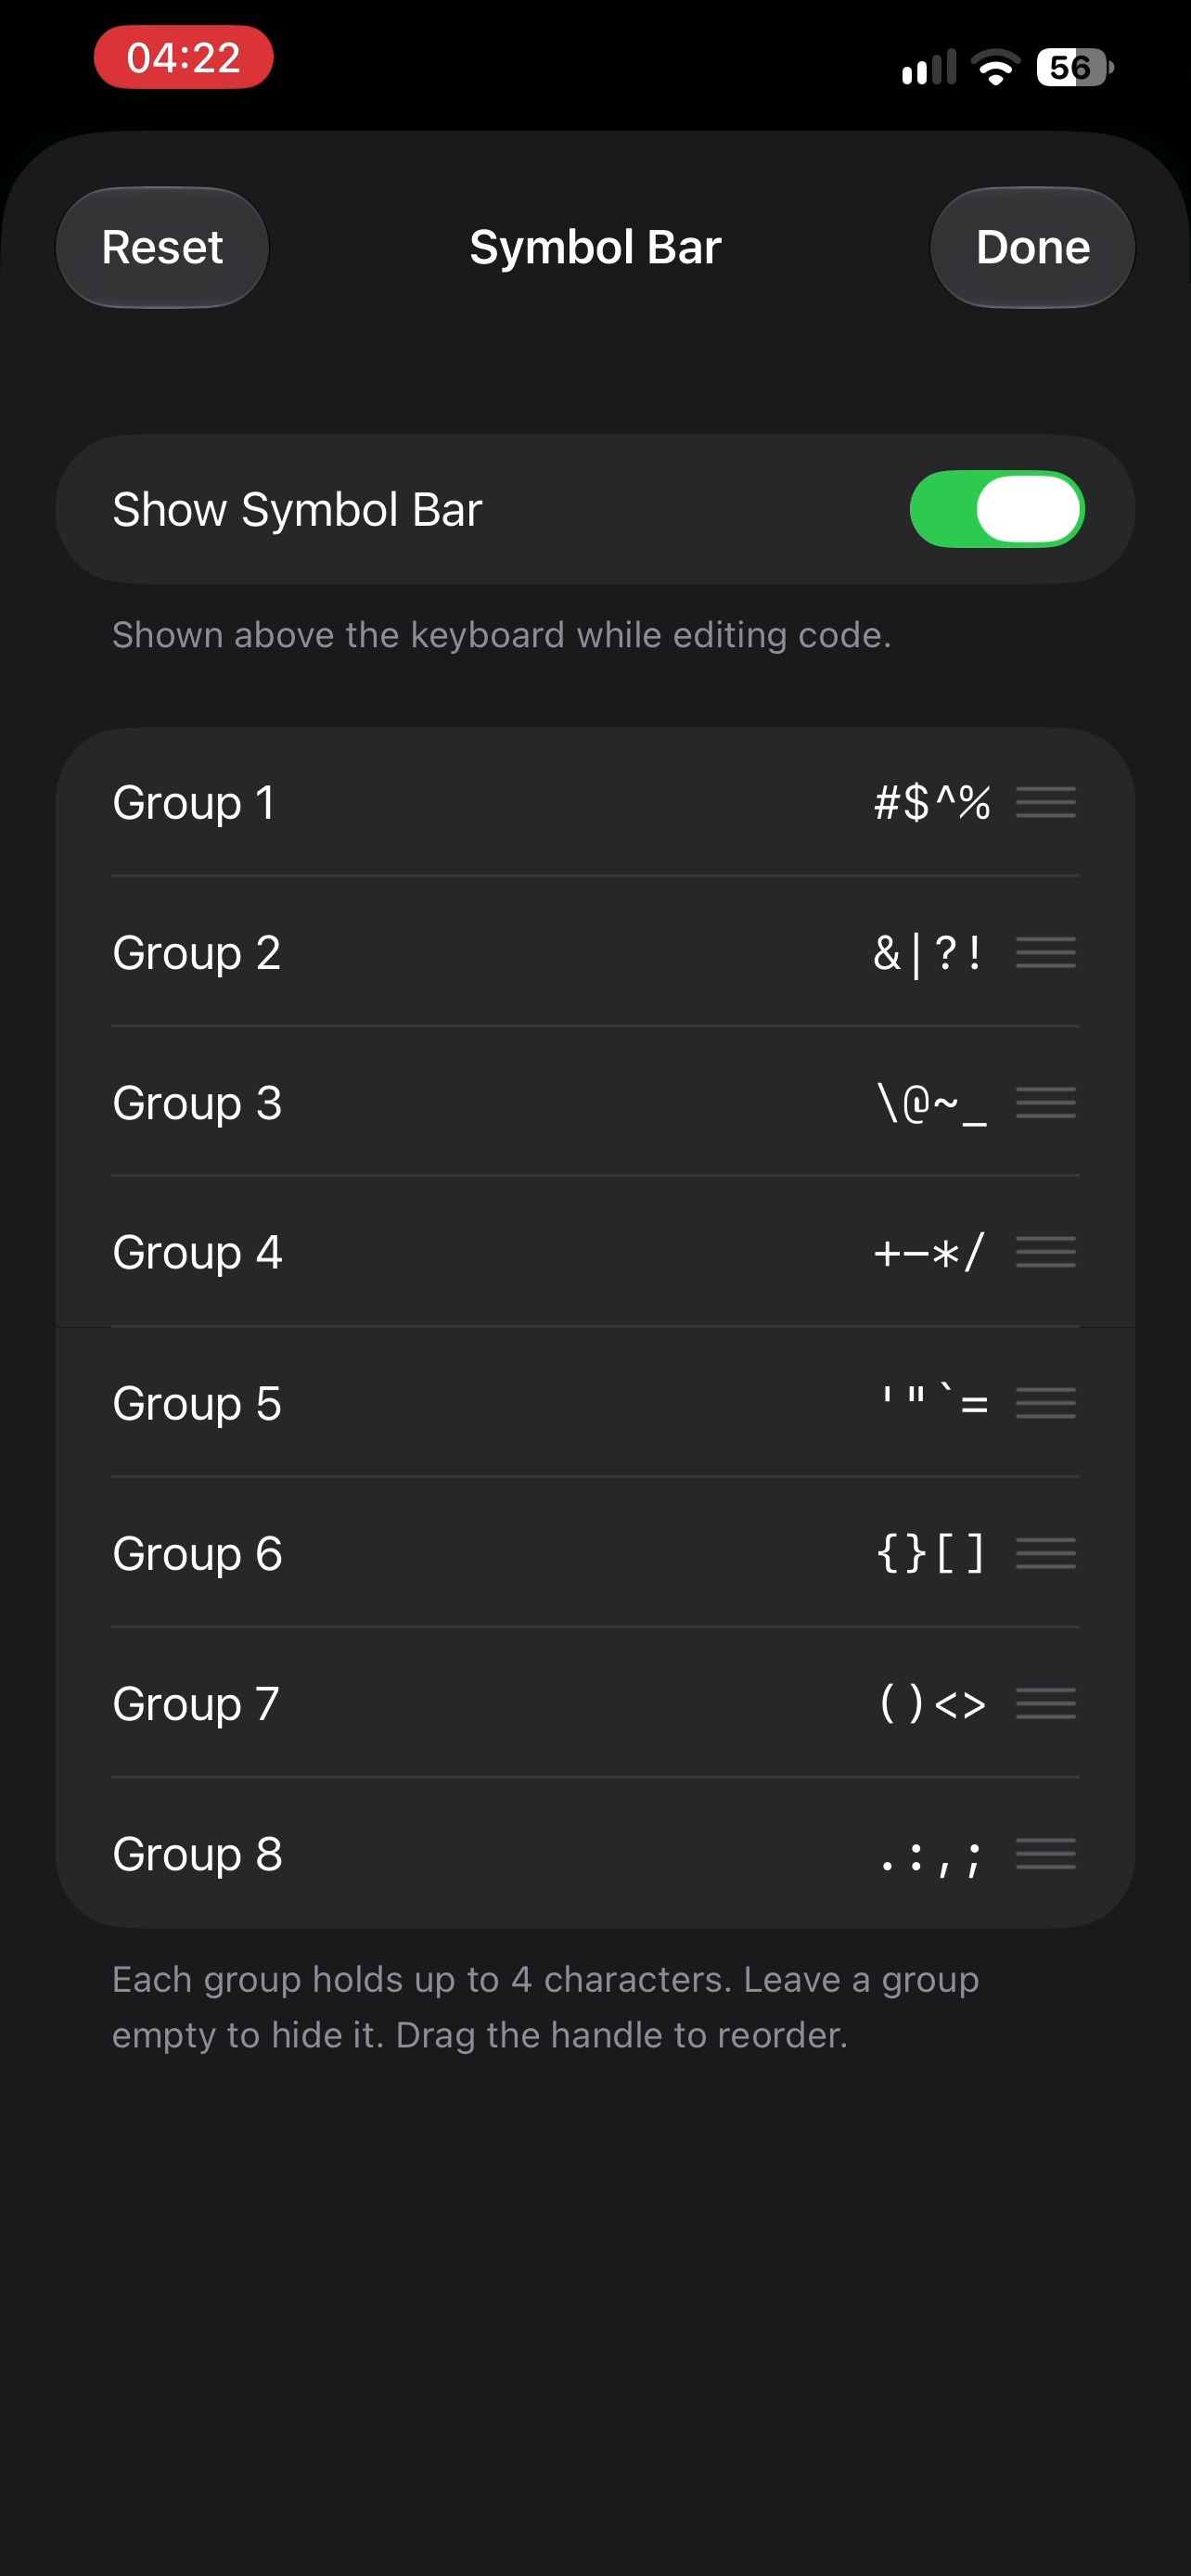 04:22
56
Reset
Symbol Bar
Done
Show Symbol Bar
Shown above the keyboard while editing code.
Group 1 #$^%
Group 2 &|?!
Group 3 \@~_
Group 4 +-*/
Group 5 '"`=
Group 6 {}[]
Group 7 ()<>
Group 8 .:,;
Each group holds up to 4 characters. Leave a group
empty to hide it. Drag the handle to reorder.